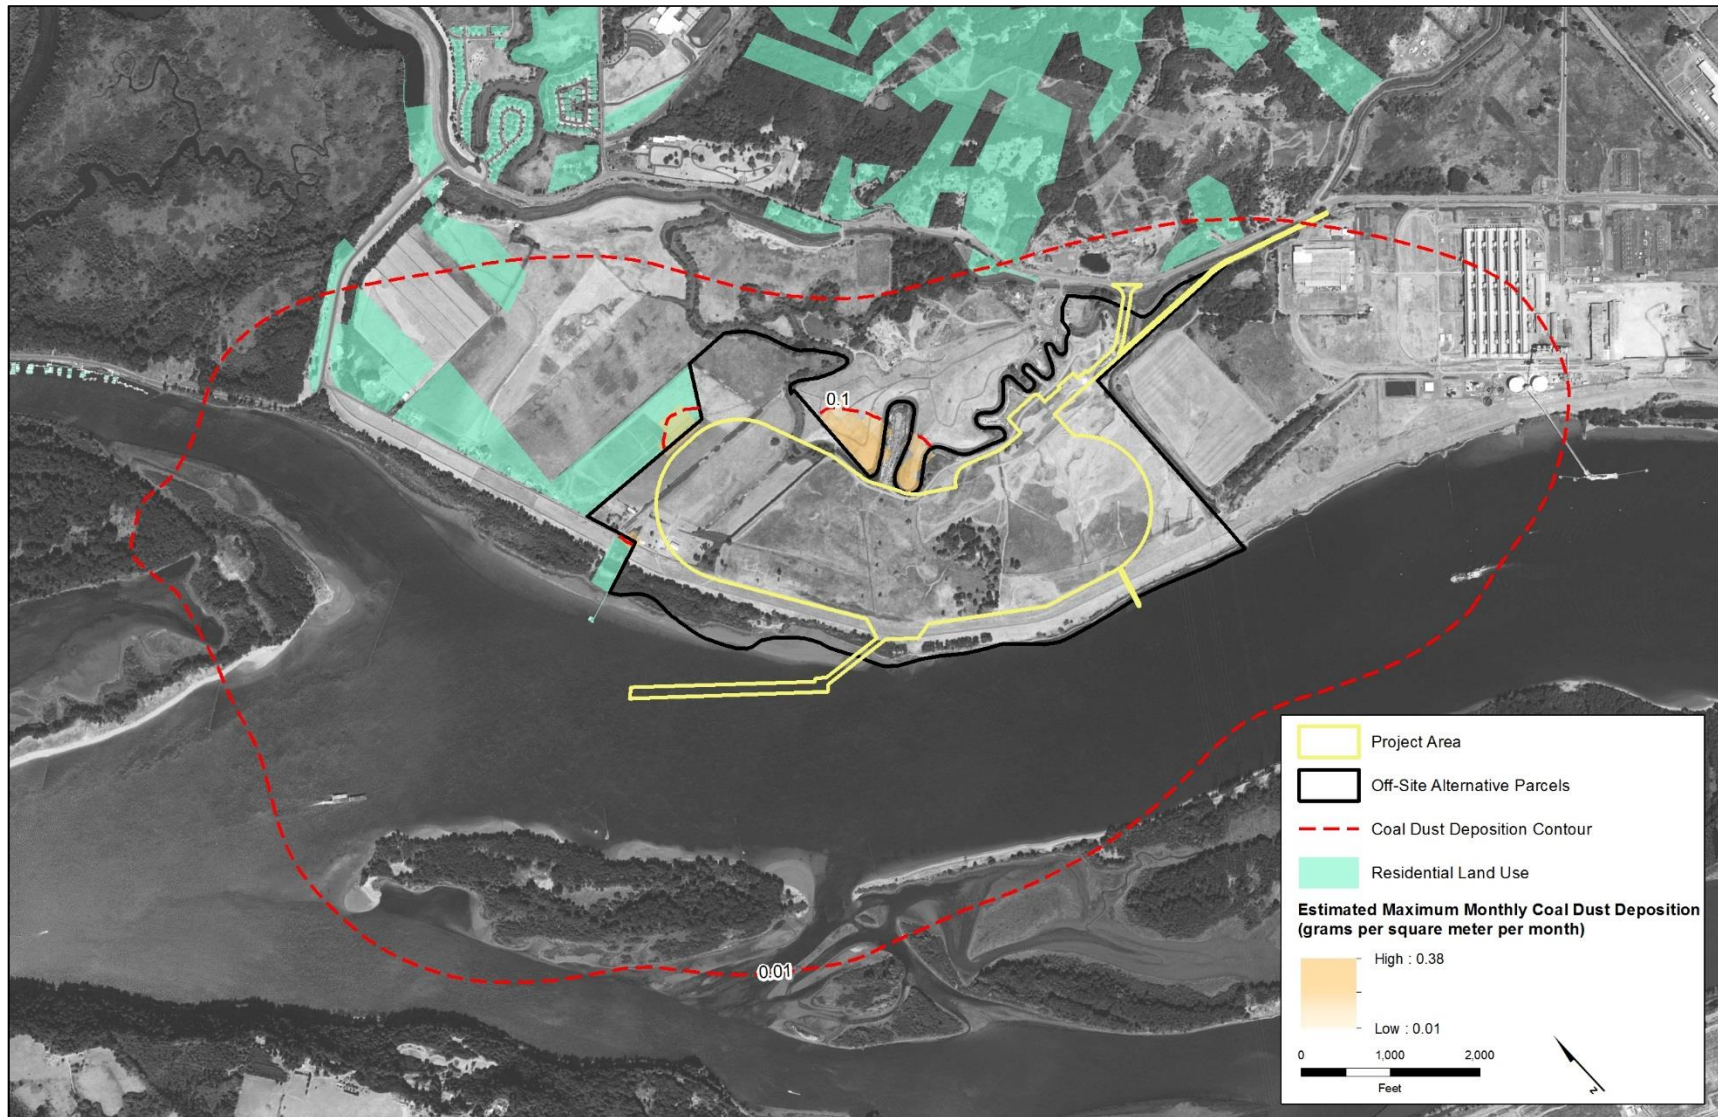 0.1
0.01
Project Area
Off-Site Alternative Parcels
Coal Dust Deposition Contour
Residential Land Use
Estimated Maximum Monthly Coal Dust Deposition
(grams per square meter per month)
High : 0.38
Low : 0.01
0 1,000 2,000
Feet
N